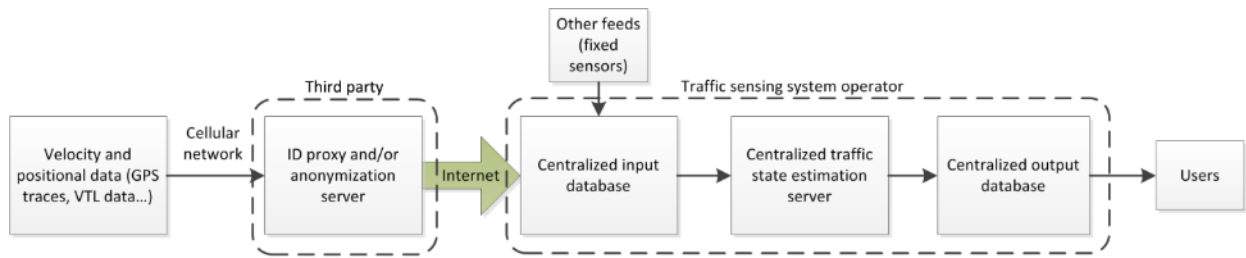 Other feeds
(fixed
sensors)
Third party
Traffic sensing system operator
Cellular
network
Velocity and
positional data (GPS
traces, VTL data...)
ID proxy and/or
anonymization
server
Internet
Centralized input
database
Centralized traffic
state estimation
server
Centralized output
database
Users